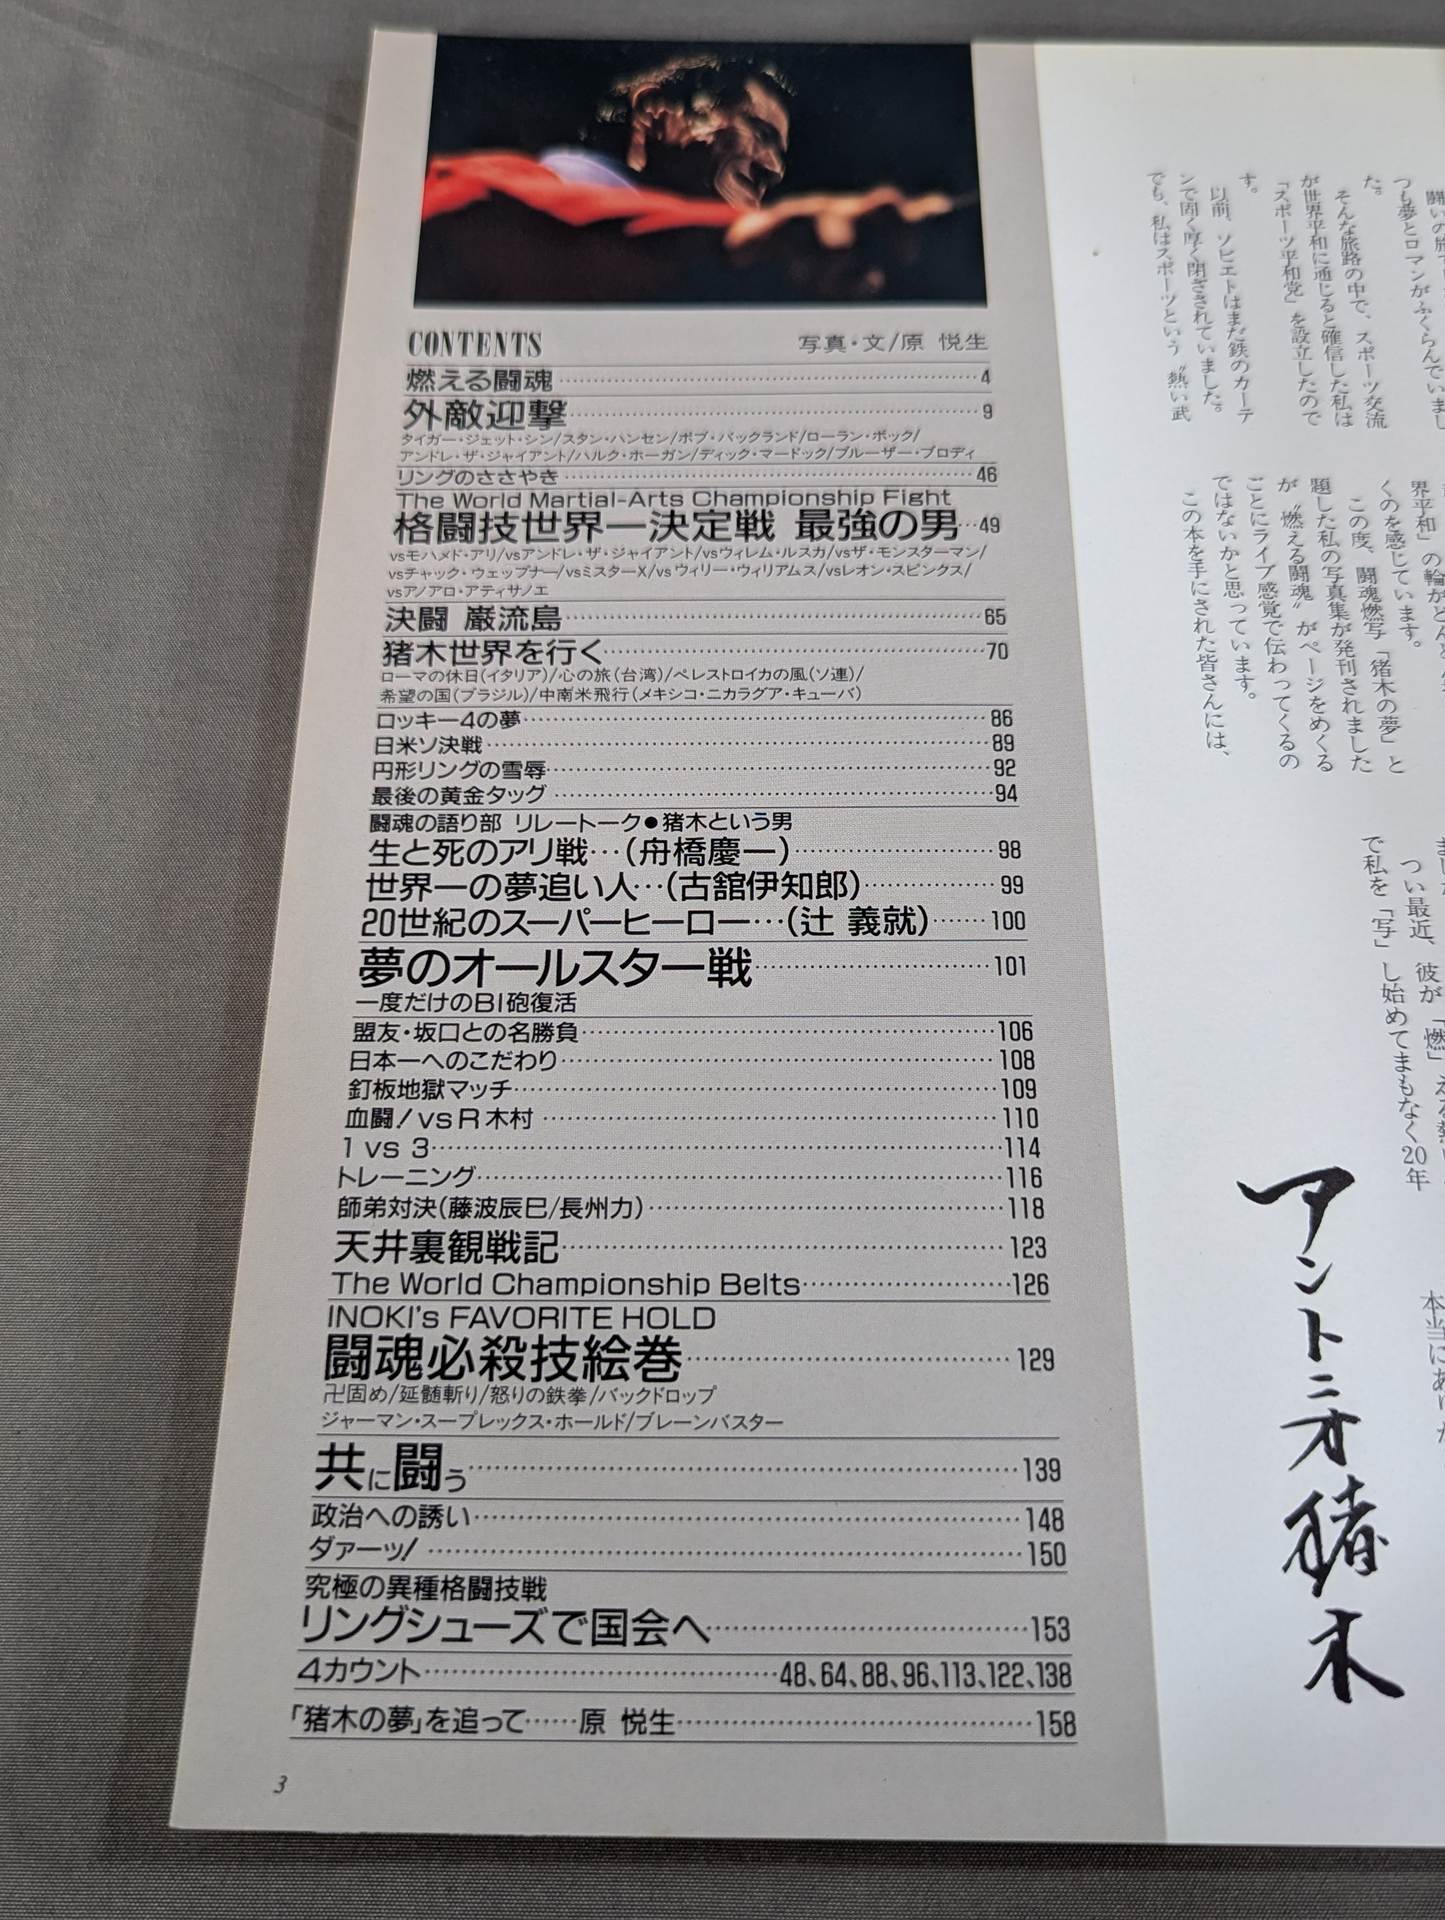 CONTENTS 写真・文/原 悦生
燃える闘魂 4
外敵迎撃 9
タイガー・ジェット・シン/スタン・ハンセン/ボブ・バックランド/ローラン・ボック/
アンドレ・ザ・ジャイアント/ハルク・ホーガン/ディック・マードック/ブルーザー・ブロディ
リングのささやき 46
The World Martial-Arts Championship Fight
格闘技世界一決定戦 最強の男 49
vsモハメド・アリ/vsアンドレ・ザ・ジャイアント/vsウィレム・ルスカ/vsザ・モンスターマン/
vsチャック・ウェップナー/vsミスターX/vsウィリー・ウィリアムス/vsレオン・スピンクス/
vsアノアロ・アティサノエ
決闘 巌流島 65
猪木世界を行く 70
ローマの休日(イタリア)/心の旅(台湾)/ペレストロイカの風(ソ連)/
希望の国(ブラジル)/中南米飛行(メキシコ・ニカラグア・キューバ)
ロッキー4の夢 86
日米ソ決戦 89
円形リングの雪辱 92
最後の黄金タッグ 94
闘魂の語り部 リレートーク●猪木という男
生と死のアリ戦…(舟橋慶一) 98
世界一の夢追い人…(古舘伊知郎) 99
20世紀のスーパーヒーロー…(辻 義就) 100
夢のオールスター戦 101
一度だけのBI砲復活
盟友・坂口との名勝負 106
日本一へのこだわり 108
釘板地獄マッチ 109
血闘!vsR木村 110
1 vs 3 114
トレーニング 116
師弟対決(藤波辰巳/長州力) 118
天井裏観戦記 123
The World Championship Belts 126
INOKI's FAVORITE HOLD
闘魂必殺技絵巻 129
卍固め/延髄斬り/怒りの鉄拳/バックドロップ
ジャーマン・スープレックス・ホールド/ブレーンバスター
共に闘う 139
政治への誘い 148
ダァーッ! 150
究極の異種格闘技戦
リングシューズで国会へ 153
4カウント 48、64、88、96、113、122、138
「猪木の夢」を追って……原 悦生 158
3
つも夢とロマンがふくらんでいまし
た。
そんな旅路の中で、スポーツ交流
が世界平和に通じると確信した私は
「スポーツ平和党」を設立したので
す。
以前、ソビエトはまだ鉄のカーテ
ンで固く厚く閉ざされていました。
でも、私はスポーツという〝熱い武
界平和」の輪が
くのを感じています。
この度、闘魂燃写「猪木の夢」と
題した私の写真集が発刊されました
が〝燃える闘魂〟がページをめくる
ごとにライブ感覚で伝わってくるの
ではないかと思っています。
この本を手にされた皆さんには、
つい最近、彼が「燃」える
で私を「写」し始めてまもなく20年
本当にあり
アントニオ猪木